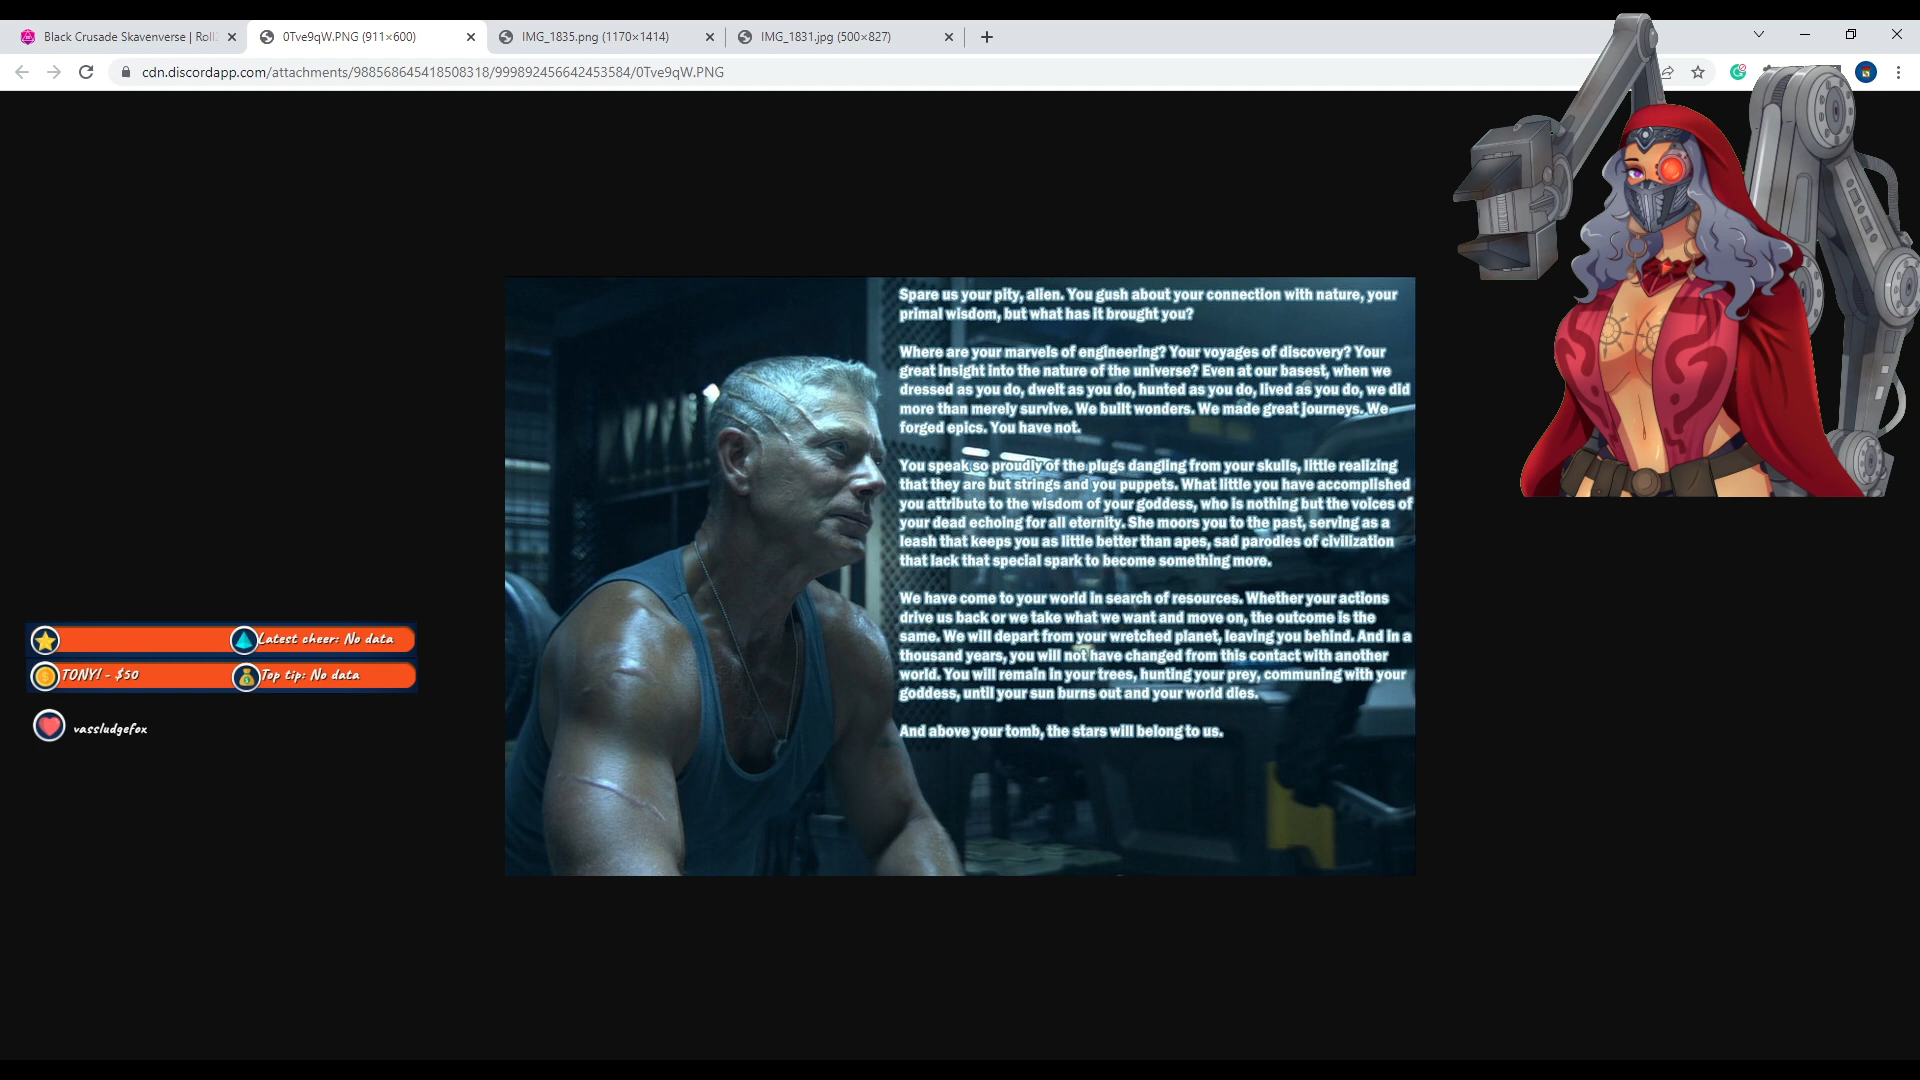 Black Crusade Skavenverse | Roll
0Tve9qW.PNG (911×600)
IMG_1835.png (1170×1414)
IMG_1831.jpg (500×827)
cdn.discordapp.com/attachments/988568645418508318/999892456642453584/0Tve9qW.PNG
Spare us your pity, alien. You gush about your connection with nature, your
primal wisdom, but what has it brought you?
Where are your marvels of engineering? Your voyages of discovery? Your
great insight into the nature of the universe? Even at our basest, when we
dressed as you do, dwelt as you do, hunted as you do, lived as you do, we did
more than merely survive. We built wonders. We made great journeys. We
forged epics. You have not.
You speak so proudly of the plugs dangling from your skulls, little realizing
that they are but strings and you puppets. What little you have accomplished
you attribute to the wisdom of your goddess, who is nothing but the voices of
your dead echoing for all eternity. She moors you to the past, serving as a
leash that keeps you as little better than apes, sad parodies of civilization
that lack that special spark to become something more.
We have come to your world in search of resources. Whether your actions
drive us back or we take what we want and move on, the outcome is the
same. We will depart from your wretched planet, leaving you behind. And in a
thousand years, you will not have changed from this contact with another
world. You will remain in your trees, hunting your prey, communing with your
goddess, until your sun burns out and your world dies.
And above your tomb, the stars will belong to us.
Latest cheer: No data
TONY! - $50
Top tip: No data
vassludgefox